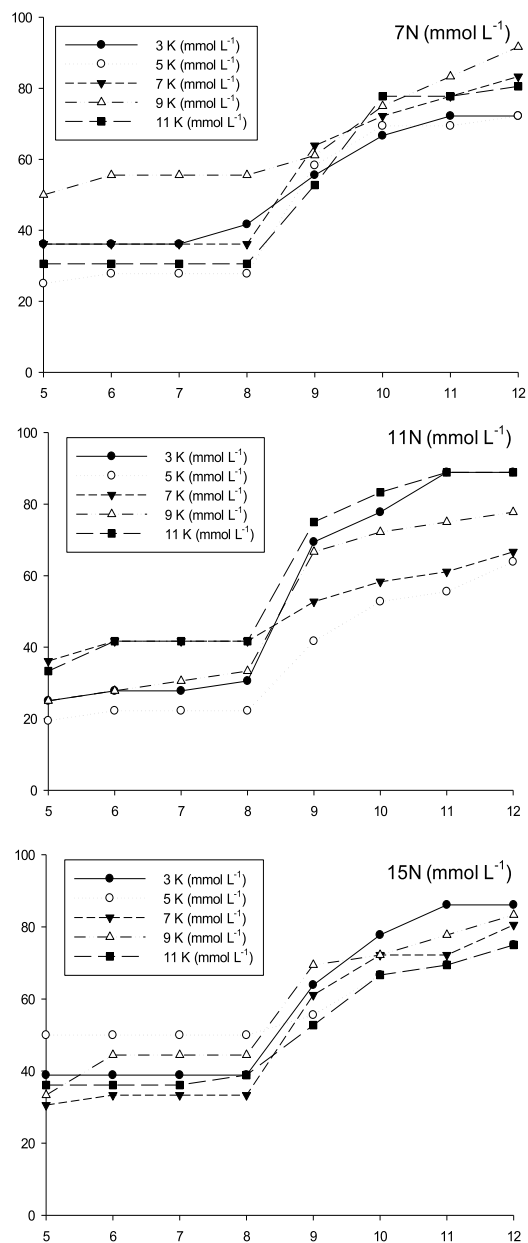 100
7N (mmol L-1)
3 K (mmol L-1)
5 K (mmol L-1)
80
7 K (mmol L-1)
9 K (mmol L-1)
11 K (mmol L-1)
60
40
20
0
5 6 7 8 9 10 11 12
100
11N (mmol L-1)
3 K (mmol L-1)
5 K (mmol L-1)
80
7 K (mmol L-1)
9 K (mmol L-1)
11 K (mmol L-1)
60
40
20
0
5 6 7 8 9 10 11 12
100
15N (mmol L-1)
3 K (mmol L-1)
5 K (mmol L-1)
80
7 K (mmol L-1)
9 K (mmol L-1)
11 K (mmol L-1)
60
40
20
0
5 6 7 8 9 10 11 12